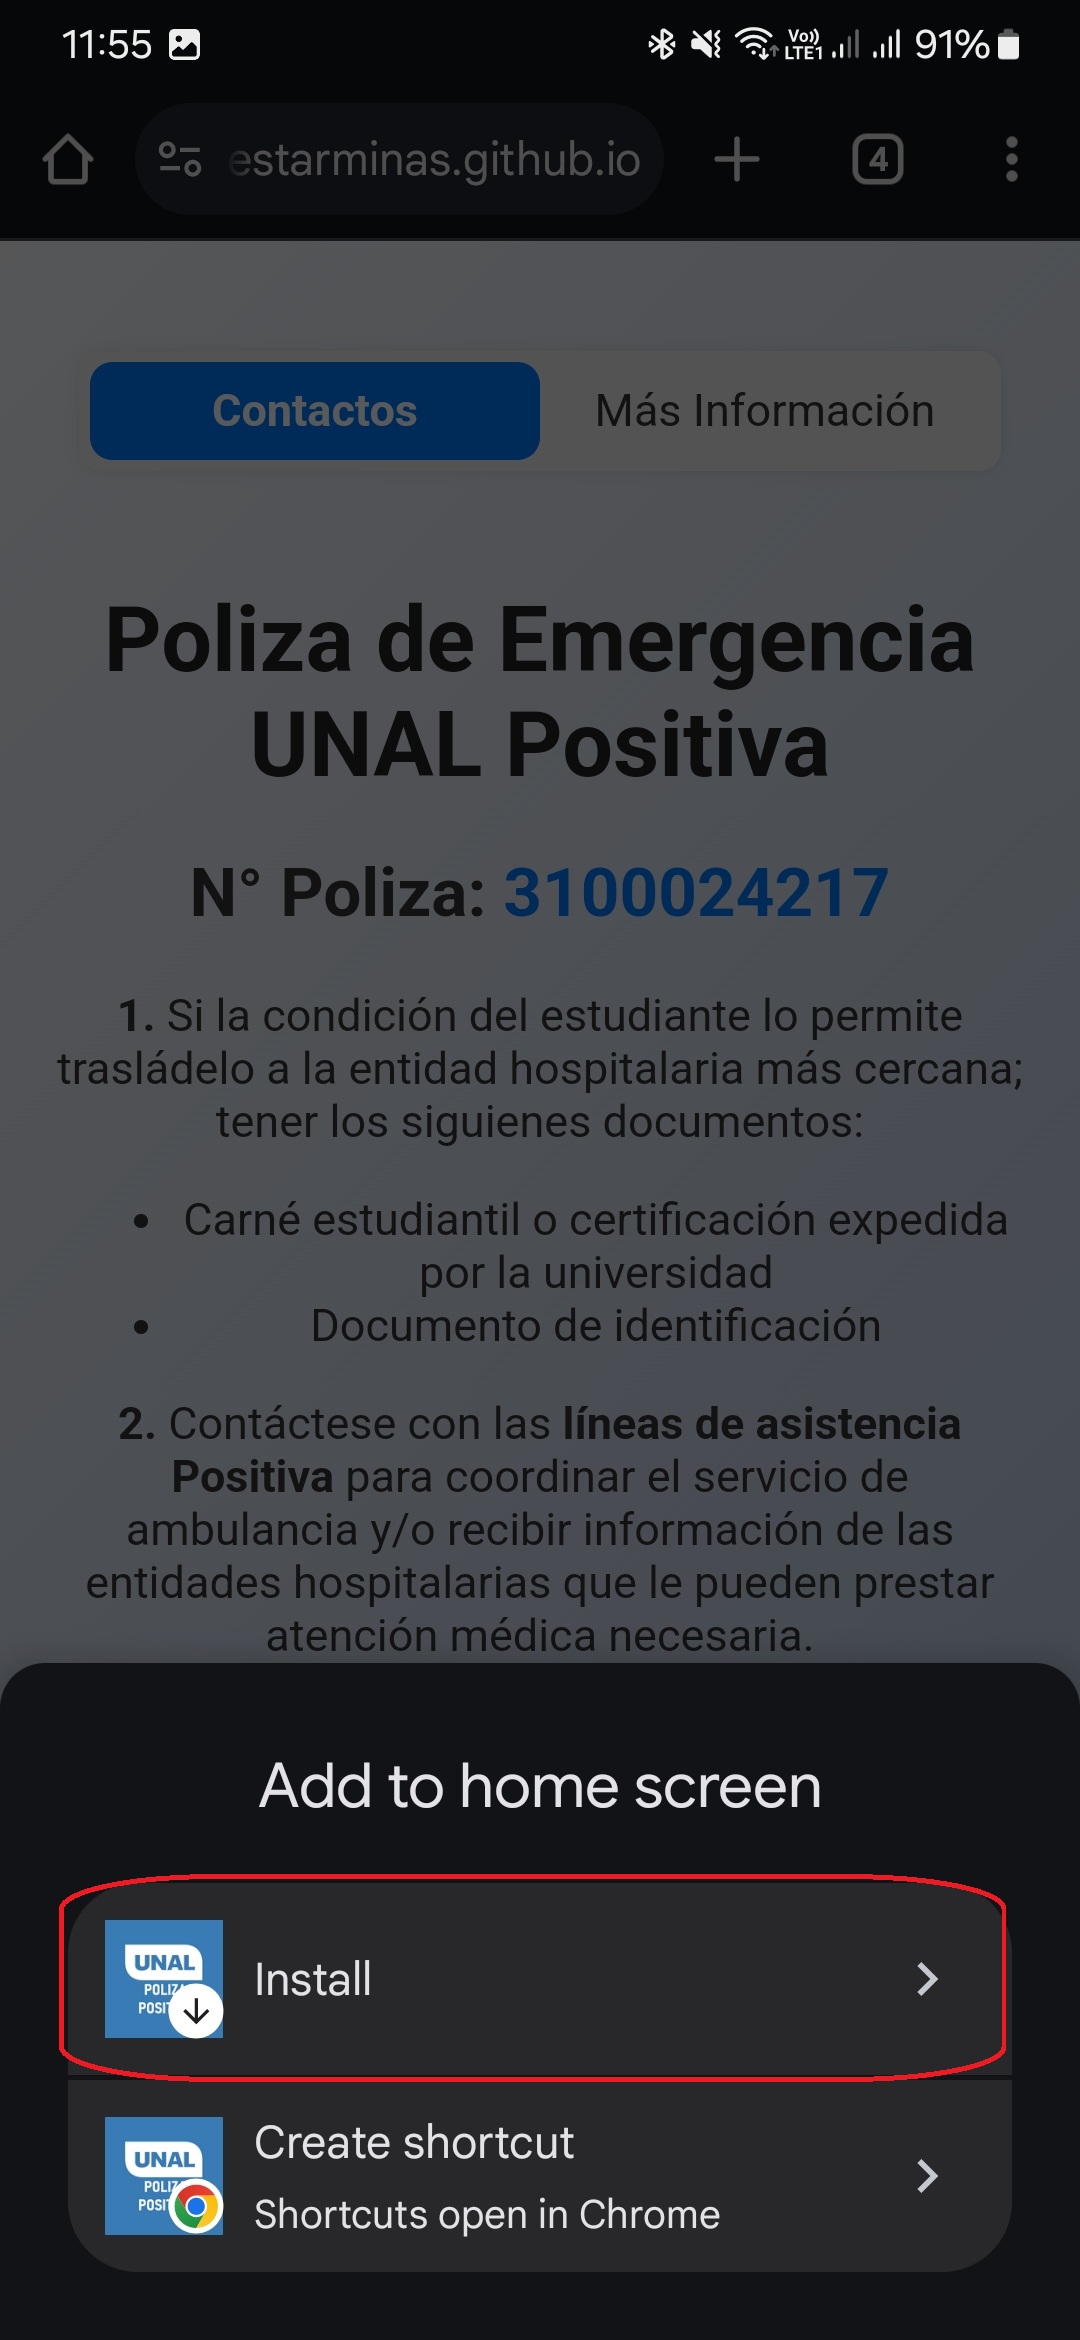 11:55
Vo))
LTE1
91%
estarminas.github.io
4
Contactos
Más Información
Poliza de Emergencia
UNAL Positiva
N° Poliza: 3100024217
1. Si la condición del estudiante lo permite
trasládelo a la entidad hospitalaria más cercana;
tener los siguienes documentos:
• Carné estudiantil o certificación expedida
por la universidad
• Documento de identificación
2. Contáctese con las líneas de asistencia
Positiva para coordinar el servicio de
ambulancia y/o recibir información de las
entidades hospitalarias que le pueden prestar
atención médica necesaria.
Add to home screen
UNAL
Install
UNAL
Create shortcut
Shortcuts open in Chrome